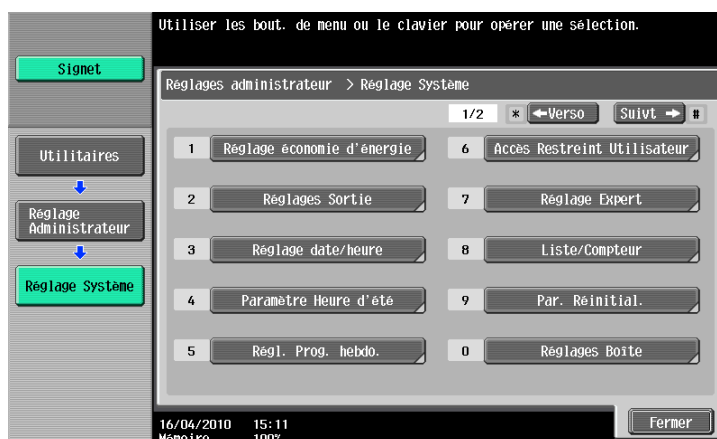 Utiliser les bout. de menu ou le clavier pour opérer une sélection.
Signet
Réglages administrateur > Réglage Système
1/2 * ←Verso Suivt → #
Utilitaires
Réglage
Administrateur
Réglage Système
1 Réglage économie d'énergie
6 Accès Restreint Utilisateur
2 Réglages Sortie
7 Réglage Expert
3 Réglage date/heure
8 Liste/Compteur
4 Paramètre Heure d'été
9 Par. Réinitial.
5 Régl. Prog. hebdo.
0 Réglages Boîte
16/04/2010 15:11
Mémoire 100%
Fermer